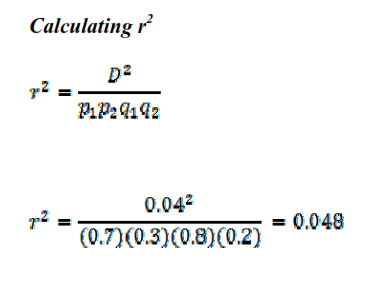 Calculating r²
r² = D² / p₁p₂q₁q₂
r² = 0.04² / (0.7)(0.3)(0.8)(0.2) = 0.048